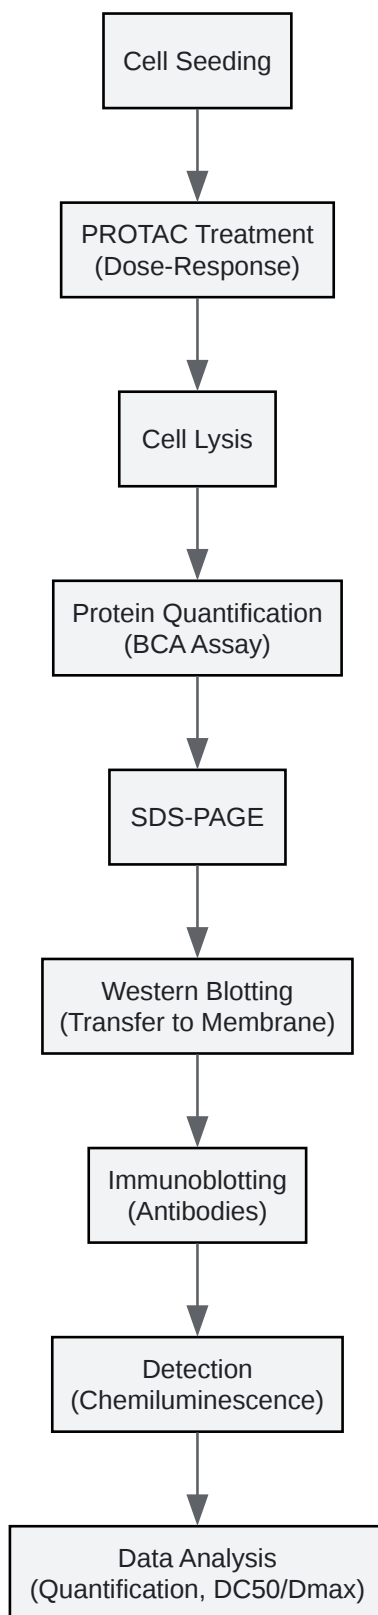 Cell Seeding
PROTAC Treatment
(Dose-Response)
Cell Lysis
Protein Quantification
(BCA Assay)
SDS-PAGE
Western Blotting
(Transfer to Membrane)
Immunoblotting
(Antibodies)
Detection
(Chemiluminescence)
Data Analysis
(Quantification, DC50/Dmax)